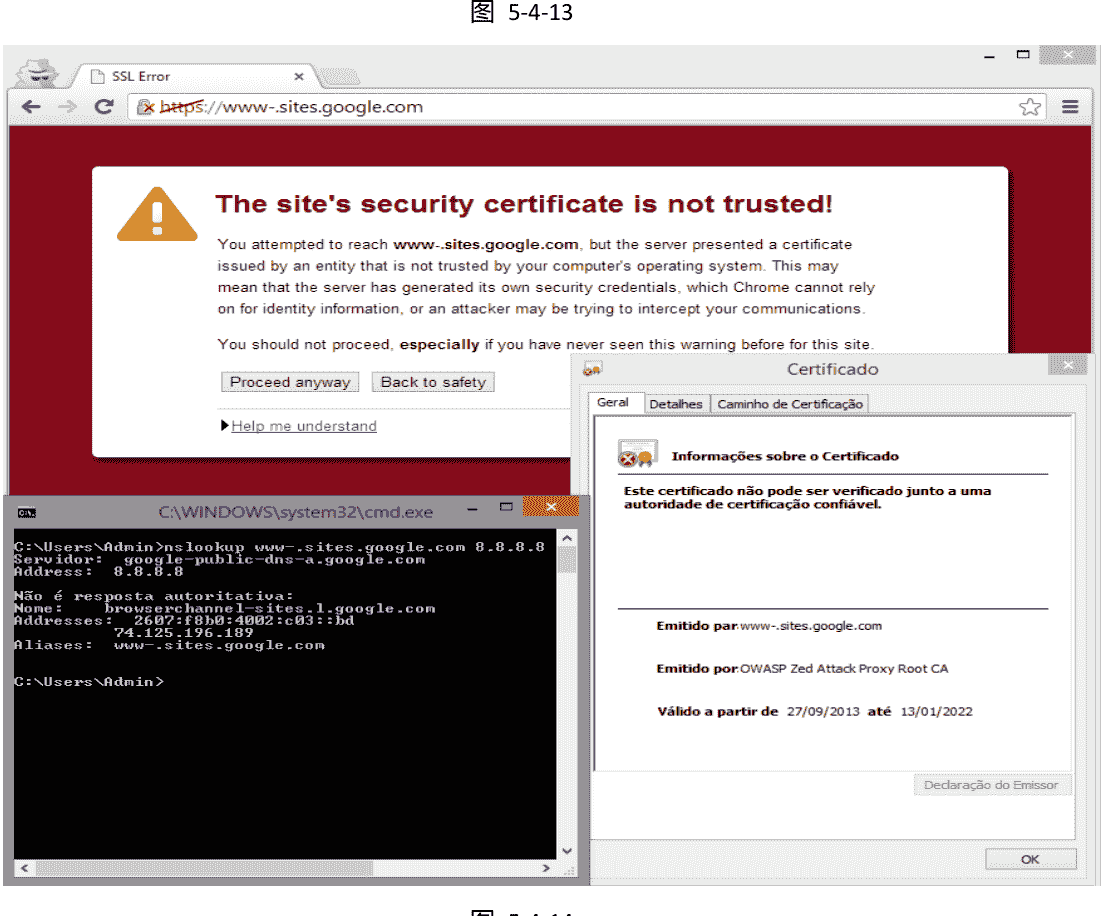 图 5-4-13
SSL Error
https://www-.sites.google.com
The site's security certificate is not trusted!
You attempted to reach www-.sites.google.com, but the server presented a certificate
issued by an entity that is not trusted by your computer's operating system. This may
mean that the server has generated its own security credentials, which Chrome cannot rely
on for identity information, or an attacker may be trying to intercept your communications.
You should not proceed, especially if you have never seen this warning before for this site.
Proceed anyway Back to safety
Help me understand
Certificado
Geral Detalhes Caminho de Certificação
Informações sobre o Certificado
Este certificado não pode ser verificado junto a uma
autoridade de certificação confiável.
Emitido par www-.sites.google.com
Emitido por OWASP Zed Attack Proxy Root CA
Válido a partir de 27/09/2013 até 13/01/2022
Declaração do Emissor
OK
C:\WINDOWS\system32\cmd.exe
C:\Users\Admin>nslookup www-.sites.google.com 8.8.8.8
Servidor: google-public-dns-a.google.com
Address: 8.8.8.8
Não é resposta autoritativa:
Nome: browserchannel-sites.l.google.com
Addresses: 2607:f8b0:4002:c03::bd
74.125.196.189
Aliases: www-.sites.google.com
C:\Users\Admin>